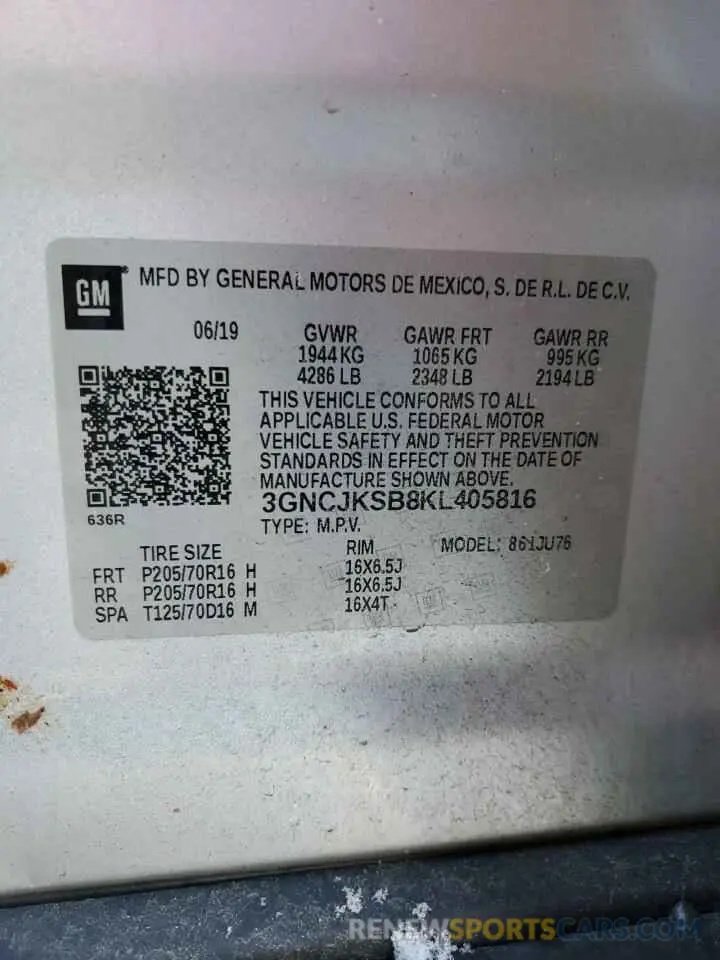 GM® MFD BY GENERAL MOTORS DE MEXICO, S. DE R.L. DE C.V.
06/19 GVWR GAWR FRT GAWR RR
1944 KG 1065 KG 995 KG
4286 LB 2348 LB 2194 LB
THIS VEHICLE CONFORMS TO ALL
APPLICABLE U.S. FEDERAL MOTOR
VEHICLE SAFETY AND THEFT PREVENTION
STANDARDS IN EFFECT ON THE DATE OF
MANUFACTURE SHOWN ABOVE.
3GNCJKSB8KL405816
636R
TYPE: M.P.V.
TIRE SIZE RIM MODEL: 861JU76
FRT P205/70R16 H 16X6.5J
RR P205/70R16 H 16X6.5J
SPA T125/70D16 M 16X4T
RENEWSPORTSCARS.COM